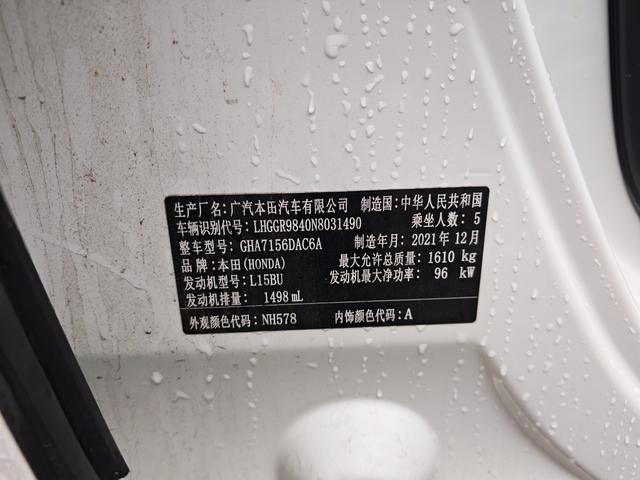 生产厂名：广汽本田汽车有限公司 制造国：中华人民共和国
车辆识别代号：LHGGR9840N8031490 乘坐人数：5
整车型号：GHA7156DAC6A 制造年月：2021年12月
品牌：本田(HONDA) 最大允许总质量：1610 kg
发动机型号：L15BU 发动机最大净功率：96 kW
发动机排量：1498 mL
外观颜色代码：NH578 内饰颜色代码：A